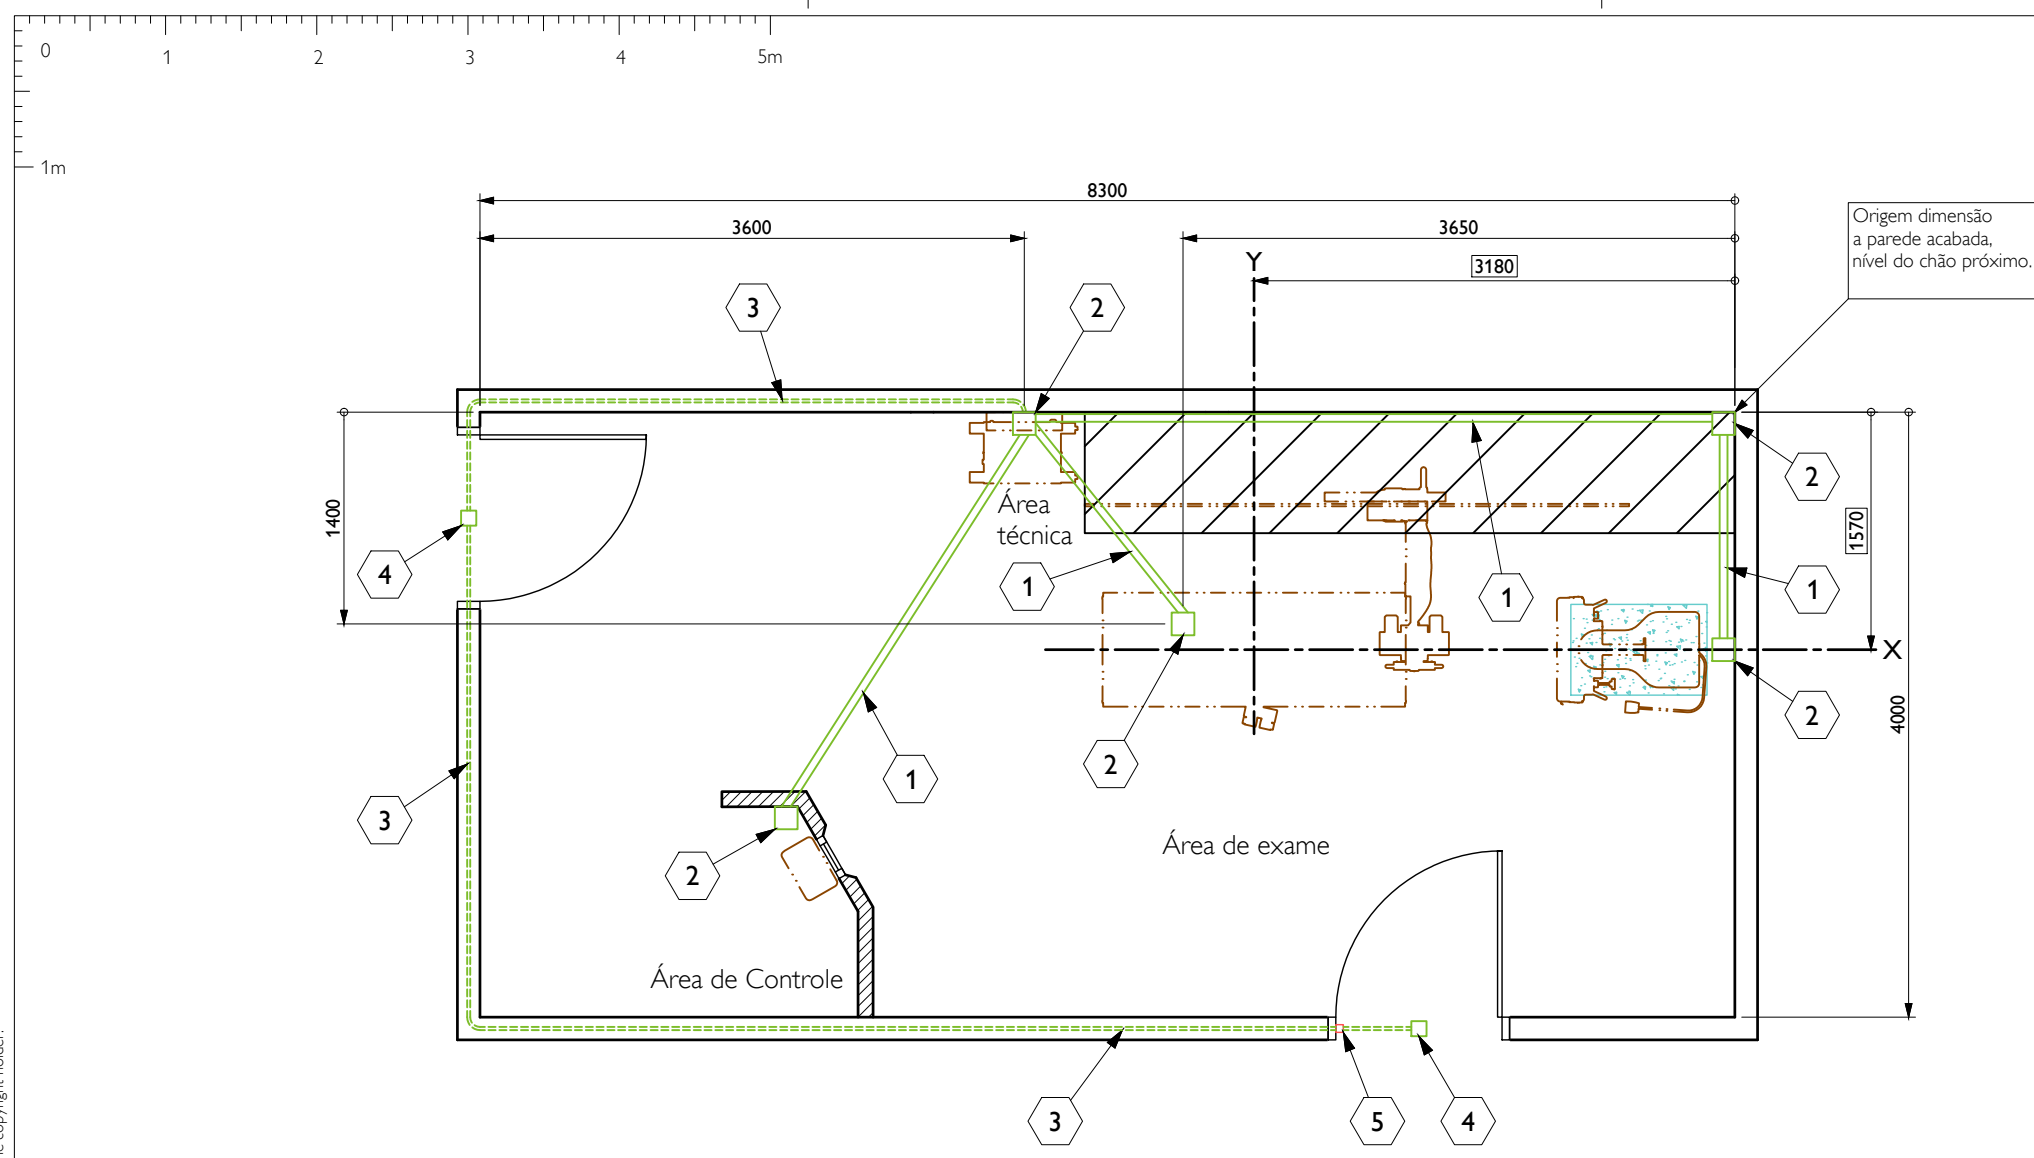 0
1
2
3
4
5m
1m
8300
3600
3650
3180
Y
Origem dimensão
a parede acabada,
nível do chão próximo.
3
2
2
1400
4
Área
técnica
1
1
1570
1
X
2
4000
2
1
3
2
Área de exame
Área de Controle
3
5
4